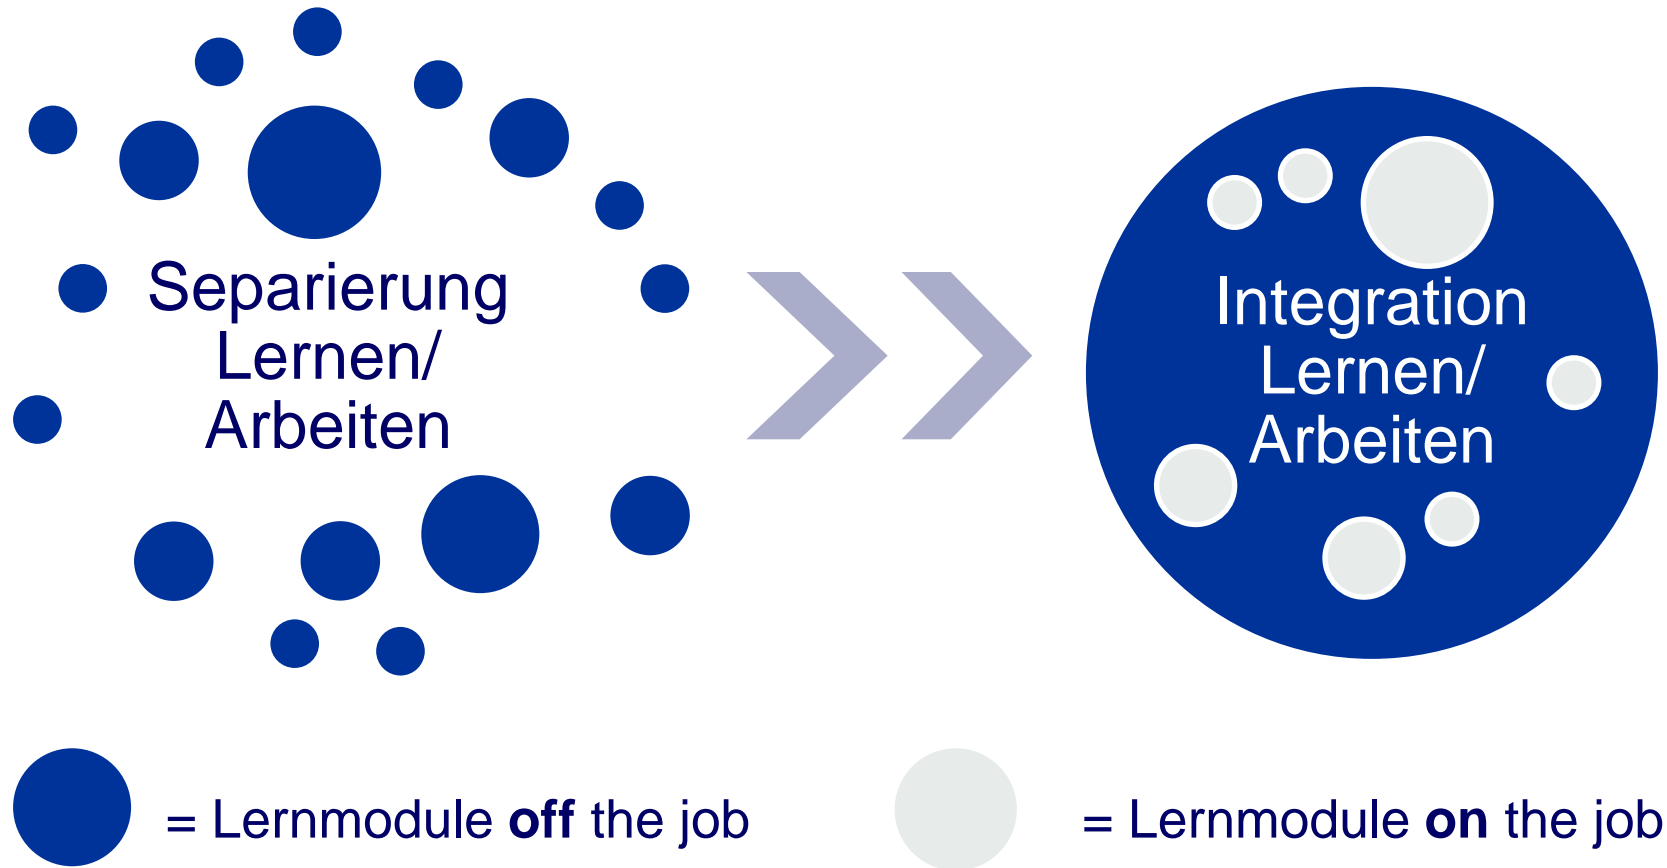 Separierung
Lernen/
Arbeiten
Integration
Lernen/
Arbeiten
= Lernmodule off the job
= Lernmodule on the job